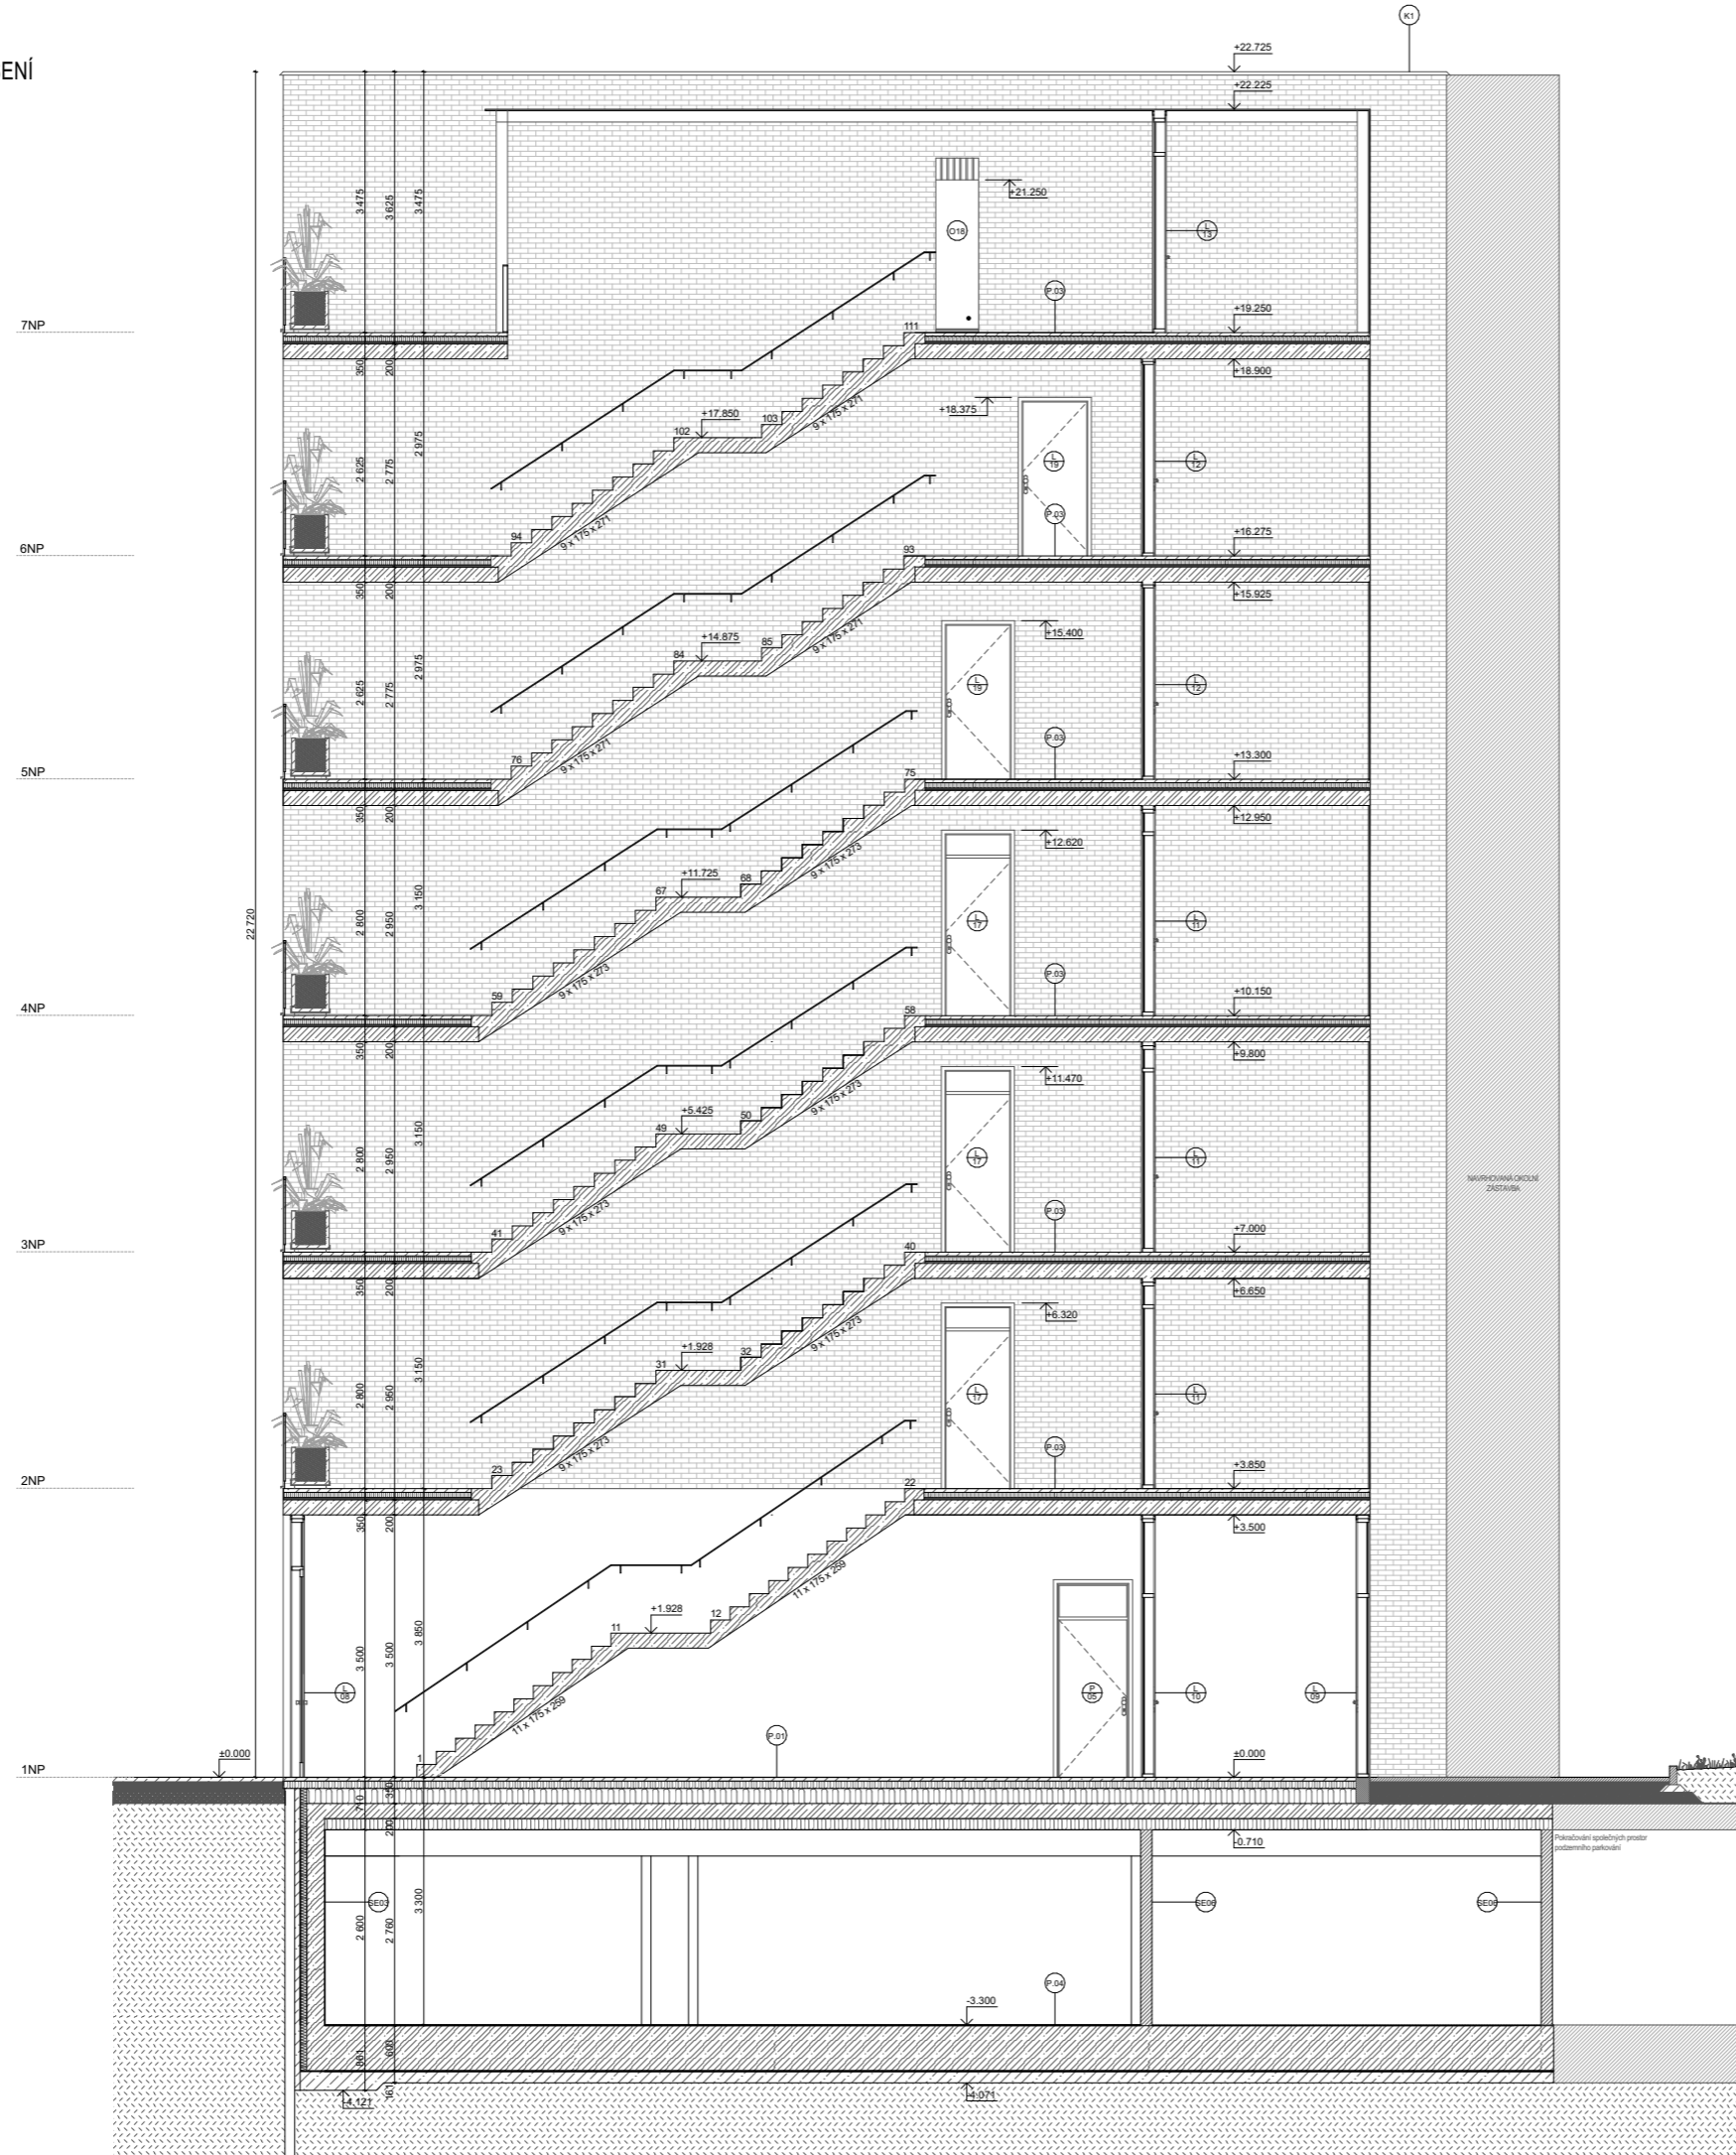 ENÍ
K1
+22.725
+22.225
3 475
3 625
3 475
+21.250
O18
L 13
P.03
7NP
111
+19.250
350
200
+18.900
+18.375
+17.850
102
103
9 x 175 x 271
2 625
2 775
2 975
L 19
L 12
P.03
94
9 x 175 x 271
6NP
93
+16.275
350
200
+15.925
+15.400
+14.875
84
85
9 x 175 x 271
2 625
2 775
2 975
L 19
L 12
76
9 x 175 x 271
P.03
5NP
75
+13.300
350
200
+12.950
+12.620
+11.725
67
68
9 x 175 x 273
22 720
2 800
2 950
3 150
L 17
L 11
59
9 x 175 x 273
P.03
4NP
58
+10.150
350
200
+9.800
+11.470
+5.425
49
50
9 x 175 x 273
2 800
2 950
3 150
L 17
L 11
NAVRHOVANÁ OKOLNÍ
ZÁSTAVBA
41
9 x 175 x 273
P.03
3NP
40
+7.000
350
200
+6.650
+6.320
+1.928
31
32
9 x 175 x 273
2 800
2 950
3 150
L 17
L 11
23
9 x 175 x 273
P.03
2NP
22
+3.850
350
200
+3.500
11 x 175 x 259
+1.928
11
12
3 500
3 500
3 850
L 08
P 05
L 10
L 09
11 x 175 x 259
P.01
1NP
±0.000
1
±0.000
710
350
200
-0.710
Pokračování společných prostor
podzemního parkování
SE03
SE06
SE06
2 600
2 760
3 300
P.04
-3.300
861
600
161
-4.121
-4.071